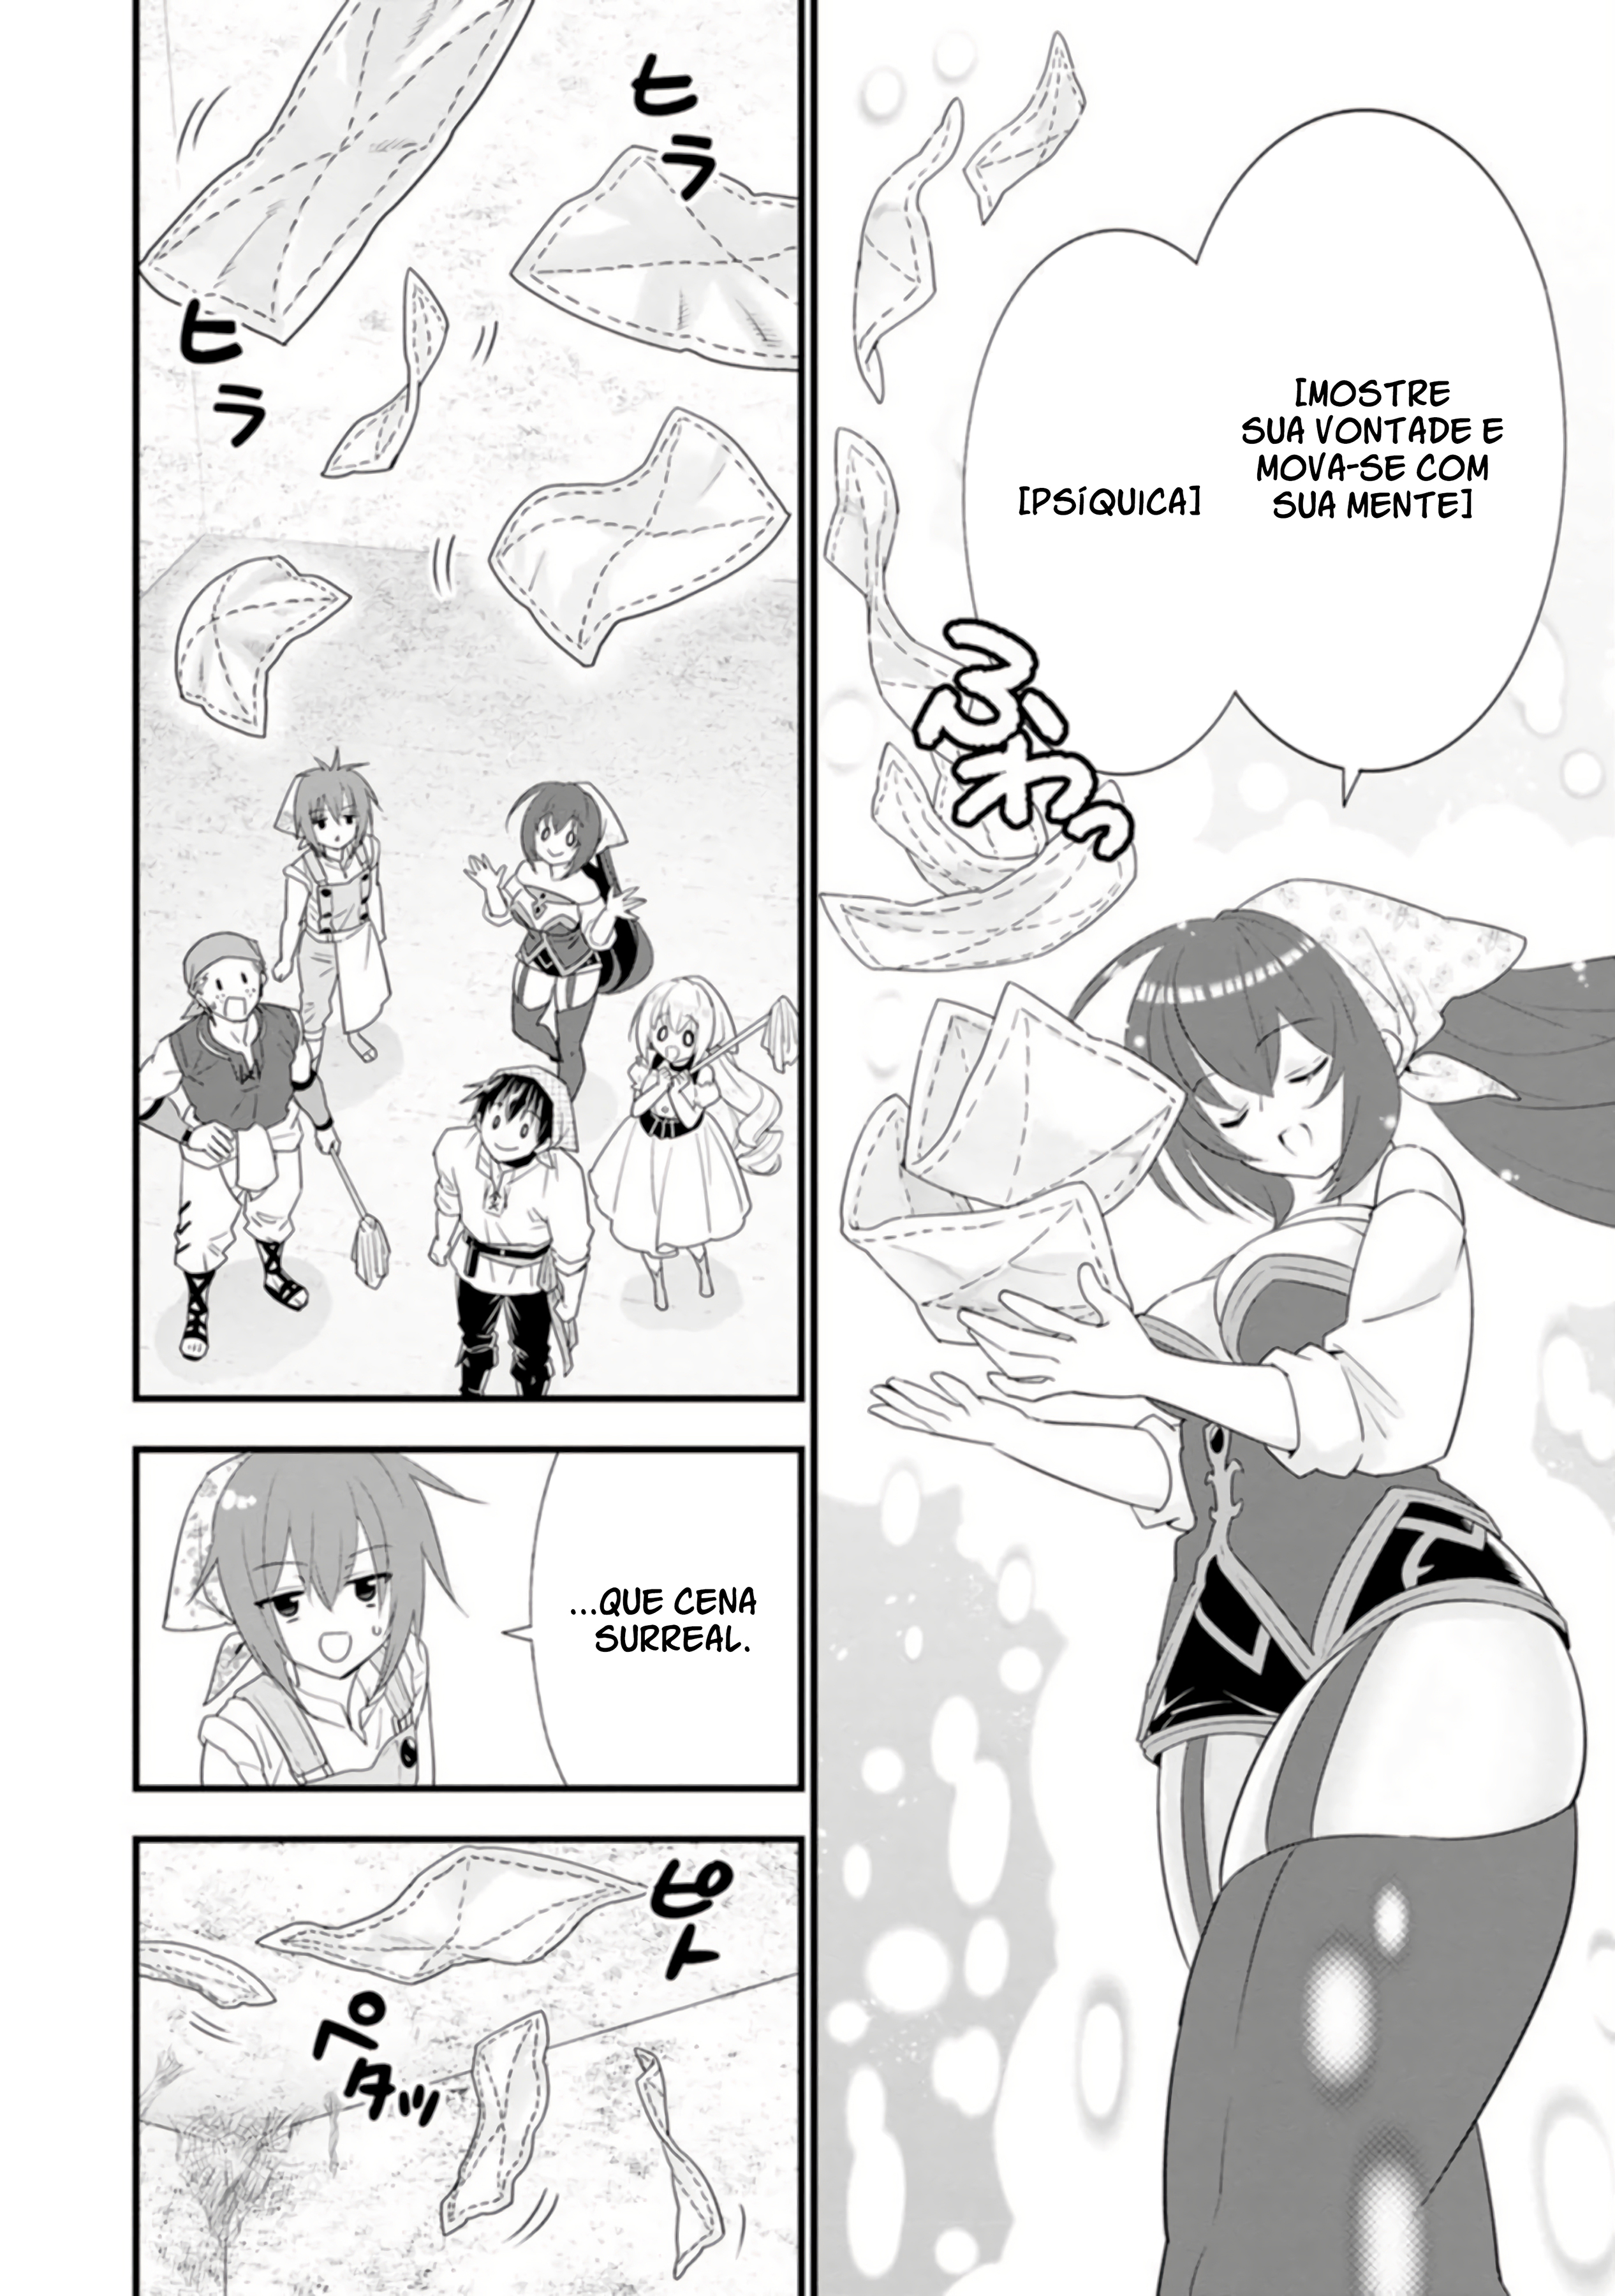 [MOSTRE
SUA VONTADE E
MOVA-SE COM
SUA MENTE]
[PSÍQUICA]
ふわっ
ヒラ
ヒラ
...QUE CENA
SURREAL.
ピト
ペタッ